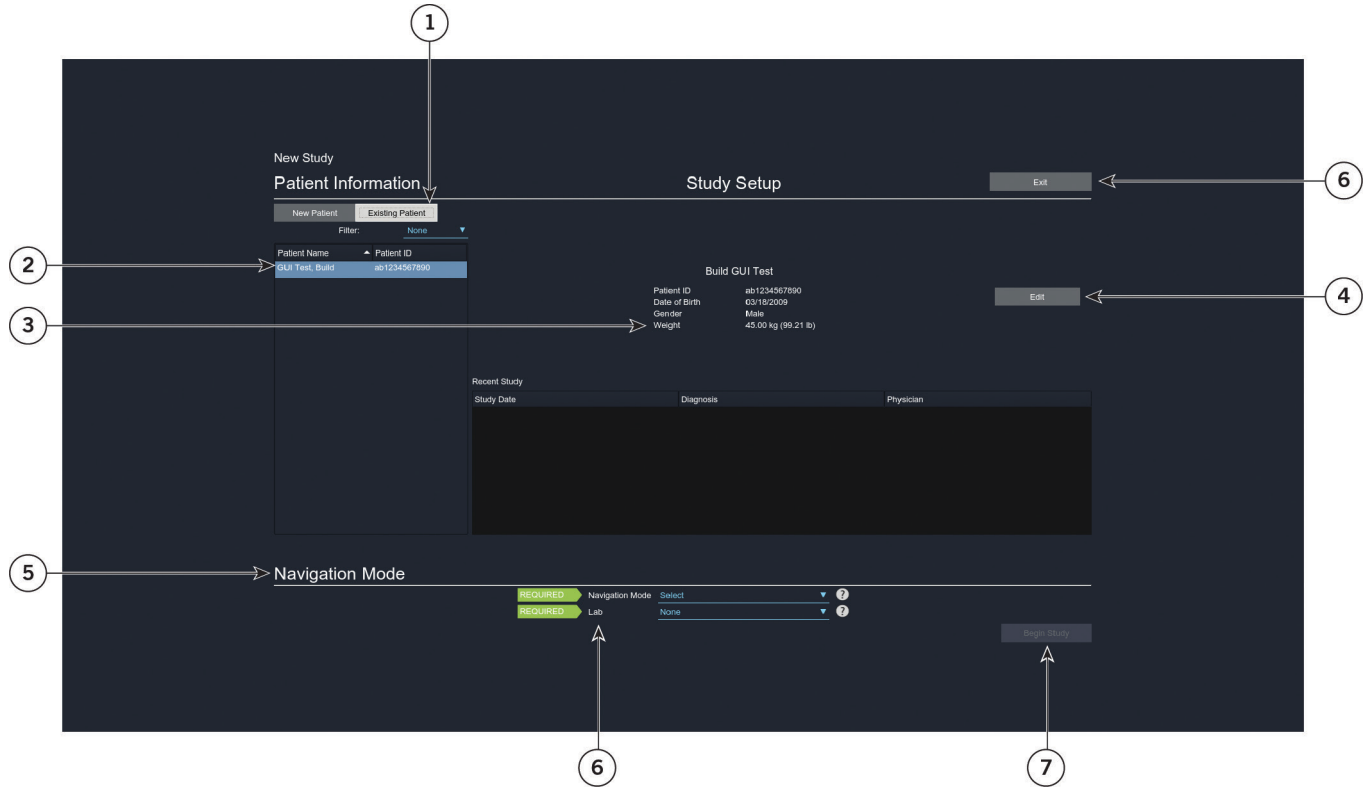 1
New Study
Patient Information
Study Setup
Exit
6
New Patient
Existing Patient
Filter:
None
2
Patient Name
Patient ID
GUI Test, Build
ab1234567890
Build GUI Test
Patient ID ab1234567890
Date of Birth 03/18/2009
Gender Male
Weight 45.00 kg (99.21 lb)
Edit
4
3
Recent Study
Study Date
Diagnosis
Physician
5
Navigation Mode
REQUIRED Navigation Mode Select ?
REQUIRED Lab None ?
Begin Study
6
7